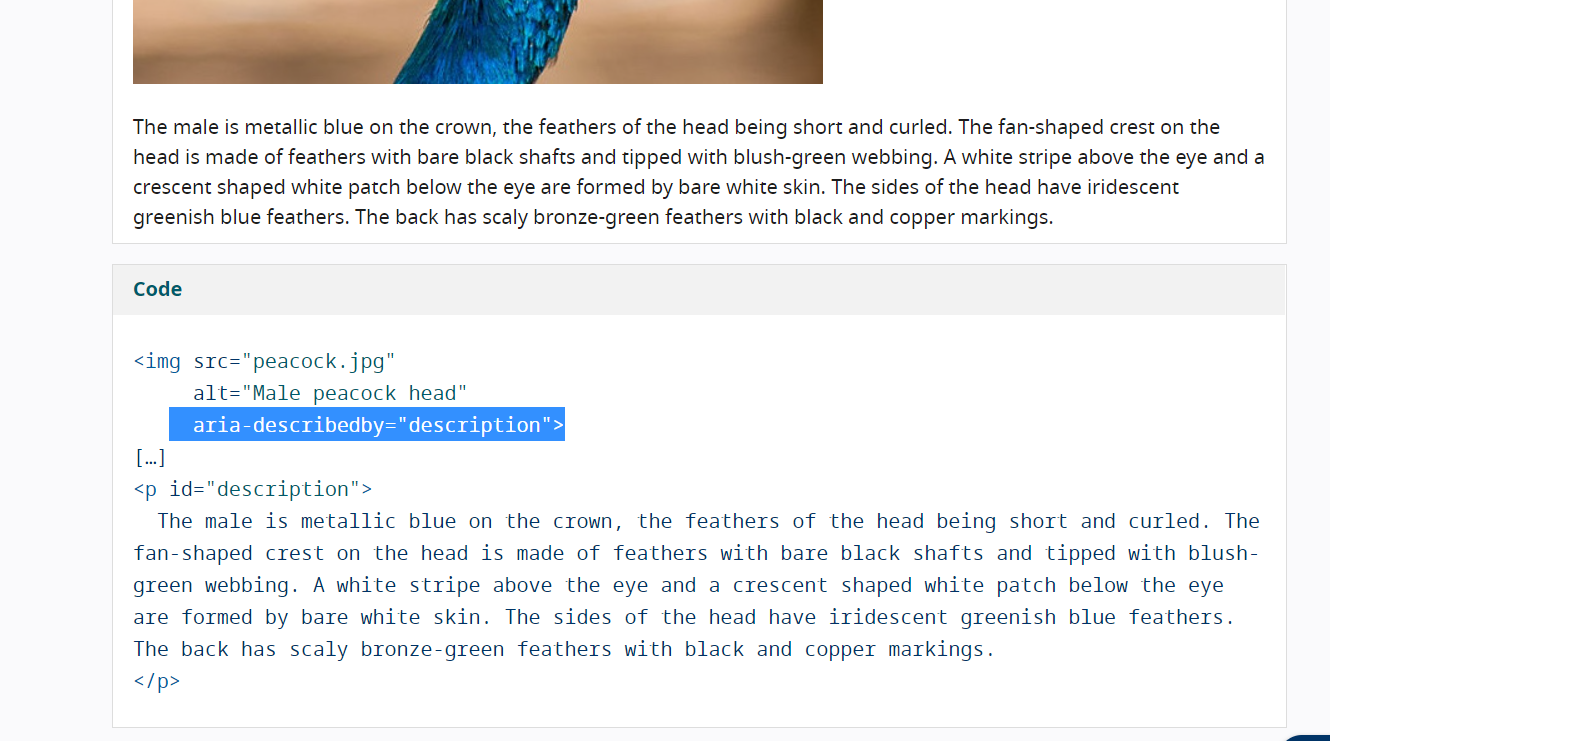 The male is metallic blue on the crown, the feathers of the head being short and curled. The fan-shaped crest on the
head is made of feathers with bare black shafts and tipped with blush-green webbing. A white stripe above the eye and a
crescent shaped white patch below the eye are formed by bare white skin. The sides of the head have iridescent
greenish blue feathers. The back has scaly bronze-green feathers with black and copper markings.
Code
<img src="peacock.jpg"
     alt="Male peacock head"
     aria-describedby="description">
[…]
<p id="description">
  The male is metallic blue on the crown, the feathers of the head being short and curled. The
fan-shaped crest on the head is made of feathers with bare black shafts and tipped with blush-
green webbing. A white stripe above the eye and a crescent shaped white patch below the eye
are formed by bare white skin. The sides of the head have iridescent greenish blue feathers.
The back has scaly bronze-green feathers with black and copper markings.
</p>